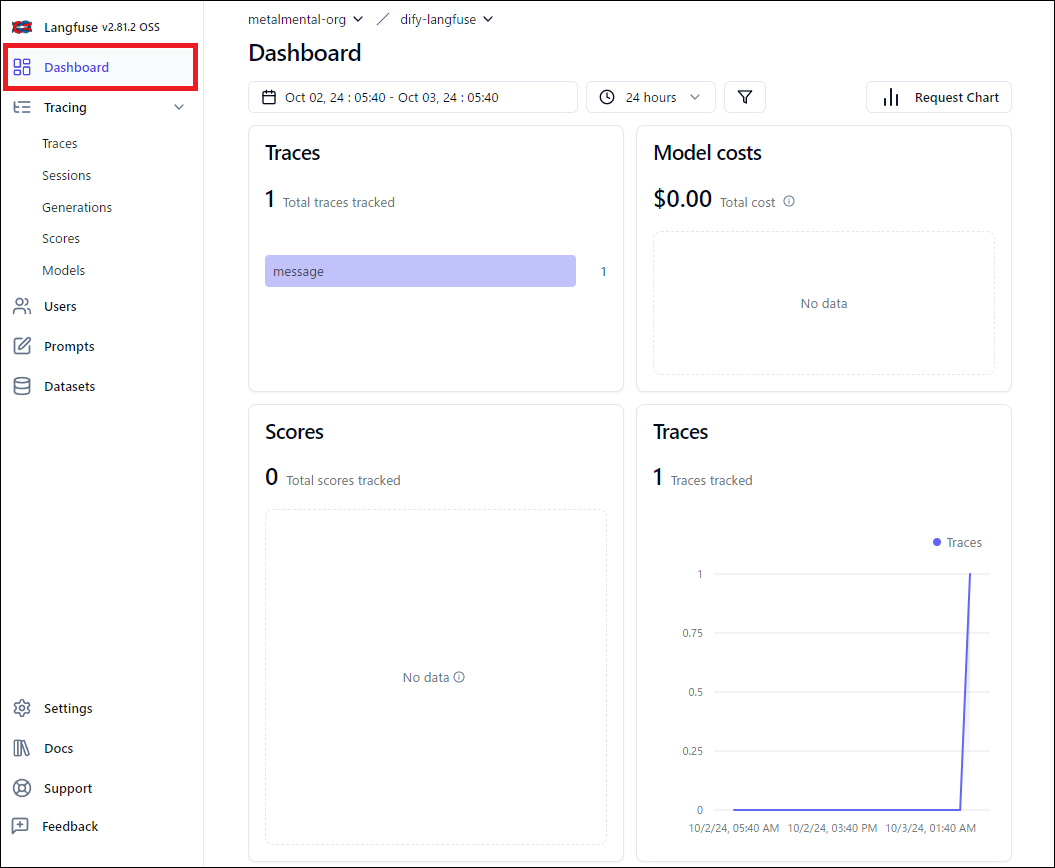 Langfuse v2.81.2 OSS
Dashboard
Tracing
Traces
Sessions
Generations
Scores
Models
Users
Prompts
Datasets
Settings
Docs
Support
Feedback
metalmental-org / dify-langfuse
Dashboard
Oct 02, 24 : 05:40 - Oct 03, 24 : 05:40
24 hours
Request Chart
Traces
1 Total traces tracked
message 1
Model costs
$0.00 Total cost
No data
Scores
0 Total scores tracked
No data
Traces
1 Traces tracked
Traces
1
0.75
0.5
0.25
0
10/2/24, 05:40 AM 10/2/24, 03:40 PM 10/3/24, 01:40 AM